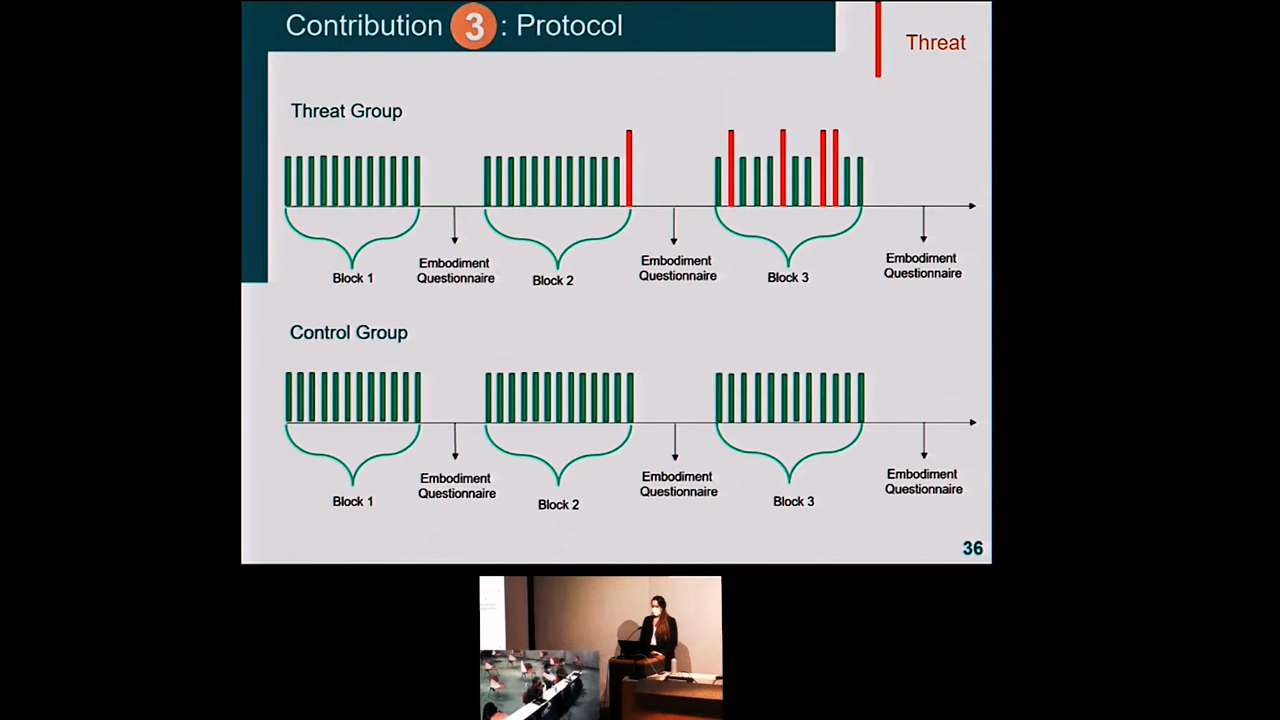 Contribution 3 : Protocol
Threat
Threat Group
Embodiment
Questionnaire
Embodiment
Questionnaire
Embodiment
Questionnaire
Block 1
Block 2
Block 3
Control Group
Embodiment
Questionnaire
Embodiment
Questionnaire
Embodiment
Questionnaire
Block 1
Block 2
Block 3
36